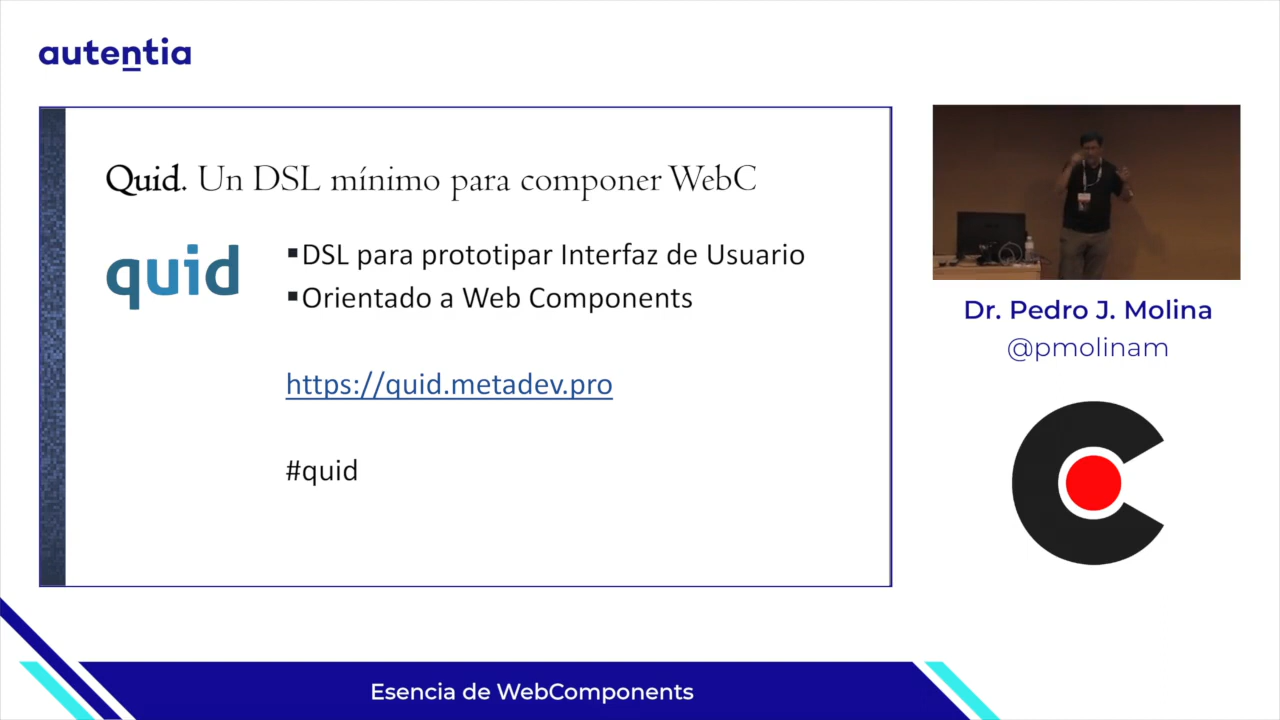 autentia
Quid. Un DSL mínimo para componer WebC
quid
▪DSL para prototipar Interfaz de Usuario
▪Orientado a Web Components
https://quid.metadev.pro
#quid
Dr. Pedro J. Molina
@pmolinam
Esencia de WebComponents